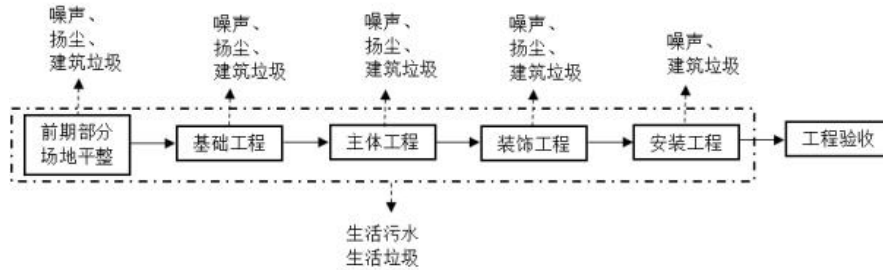 噪声、
扬尘、
建筑垃圾
噪声、
扬尘、
建筑垃圾
噪声、
扬尘、
建筑垃圾
噪声、
扬尘、
建筑垃圾
噪声、
建筑垃圾
前期部分
场地平整
基础工程
主体工程
装饰工程
安装工程
工程验收
生活污水
生活垃圾